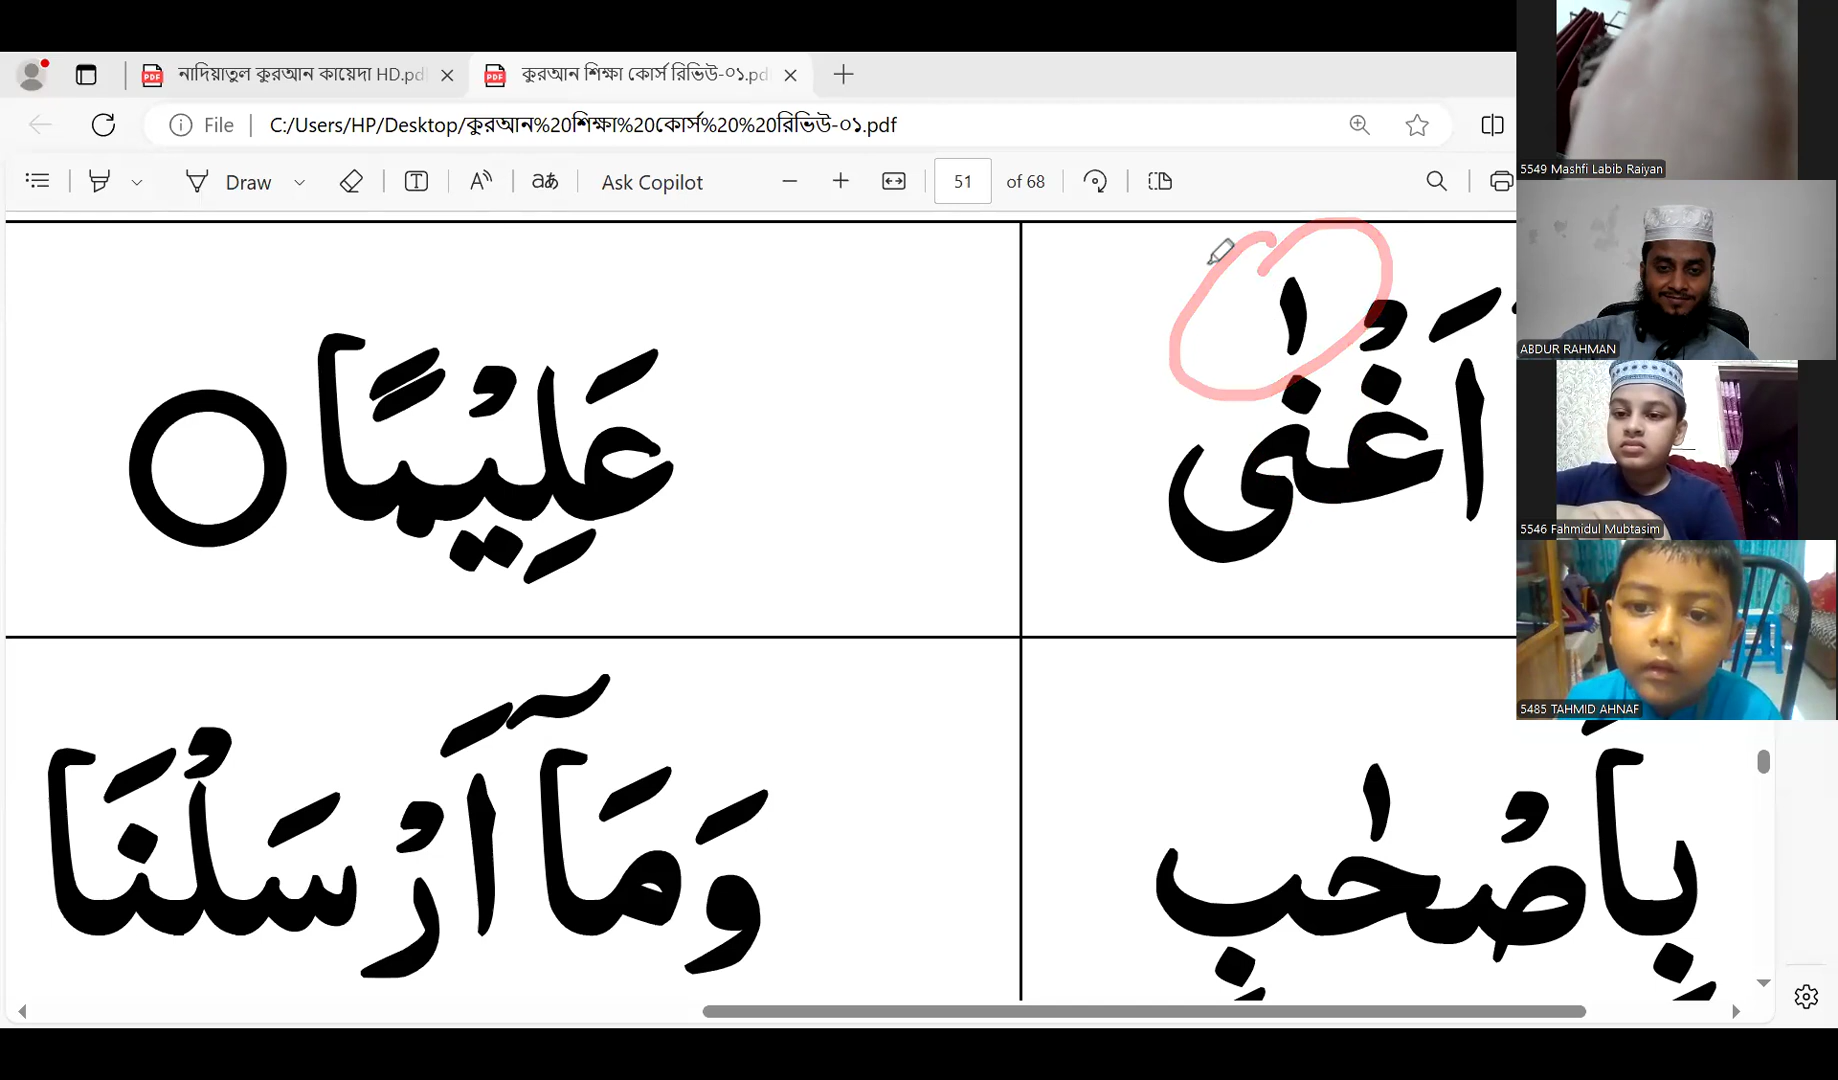 নাদিয়াতুল কুরআন কায়েদা HD.pd
কুরআন শিক্ষা কোর্স রিভিউ-০১.pd
File
C:/Users/HP/Desktop/কুরআন%20শিক্ষা%20কোর্স%20%20রিভিউ-০১.pdf
Draw
Ask Copilot
51 of 68
5549 Mashfi Labib Raiyan
ABDUR RAHMAN
5546 Fahmidul Mubtasim
5485 TAHMID AHNAF
اَغْنٰى
عَلِيْمًا
بِاَصْحٰبِ
وَمَآ اَرْسَلْنَا